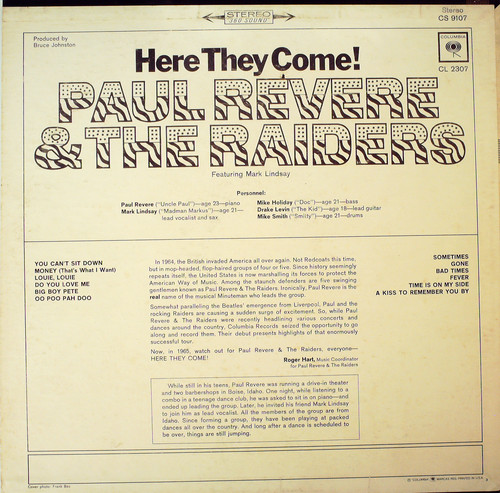 STEREO
360 SOUND
Stereo
CS 9107
Produced by
Bruce Johnston
COLUMBIA
Here They Come!
CL 2307
PAUL REVERE
& THE RAIDERS
Featuring Mark Lindsay
Personnel:
Paul Revere ("Uncle Paul")—age 23—piano
Mark Lindsay ("Madman Markus")—age 21—
lead vocalist and sax
Mike Holiday ("Doc")—age 21—bass
Drake Levin ("The Kid")—age 18—lead guitar
Mike Smith ("Smitty")—age 21—drums
YOU CAN'T SIT DOWN
MONEY (That's What I Want)
LOUIE, LOUIE
DO YOU LOVE ME
BIG BOY PETE
OO POO PAH DOO
In 1964, the British invaded America all over again. Not Redcoats this time,
but in mop-headed, flop-haired groups of four or five. Since history seemingly
repeats itself, the United States is now marshalling its forces to protect the
American Way of Music. Among the staunch defenders are five swinging
gentlemen known as Paul Revere & The Raiders. Ironically, Paul Revere is the
real name of the musical Minuteman who leads the group.
Somewhat paralleling the Beatles' emergence from Liverpool, Paul and the
rocking Raiders are causing a sudden surge of excitement. So, while Paul
Revere & The Raiders were recently headlining various concerts and
dances around the country, Columbia Records seized the opportunity to go
along and record them. Their debut presents highlights of that enormously
successful tour.
Now, in 1965, watch out for Paul Revere & The Raiders, everyone—
HERE THEY COME!
Roger Hart, Music Coordinator
for Paul Revere & The Raiders
SOMETIMES
GONE
BAD TIMES
FEVER
TIME IS ON MY SIDE
A KISS TO REMEMBER YOU BY
While still in his teens, Paul Revere was running a drive-in theater
and two barbershops in Boise, Idaho. One night, while listening to a
combo in a teenage dance club, he was asked to sit in on piano—and
ended up leading the group. Later, he invited his friend Mark Lindsay
to join him as lead vocalist. All the members of the group are from
Idaho. Since forming a group, they have been playing at packed
dances all over the country. And long after a dance is scheduled to
be over, things are still jumping.
Cover photo: Frank Bez
© COLUMBIA MARCAS REG. PRINTED IN U.S.A.